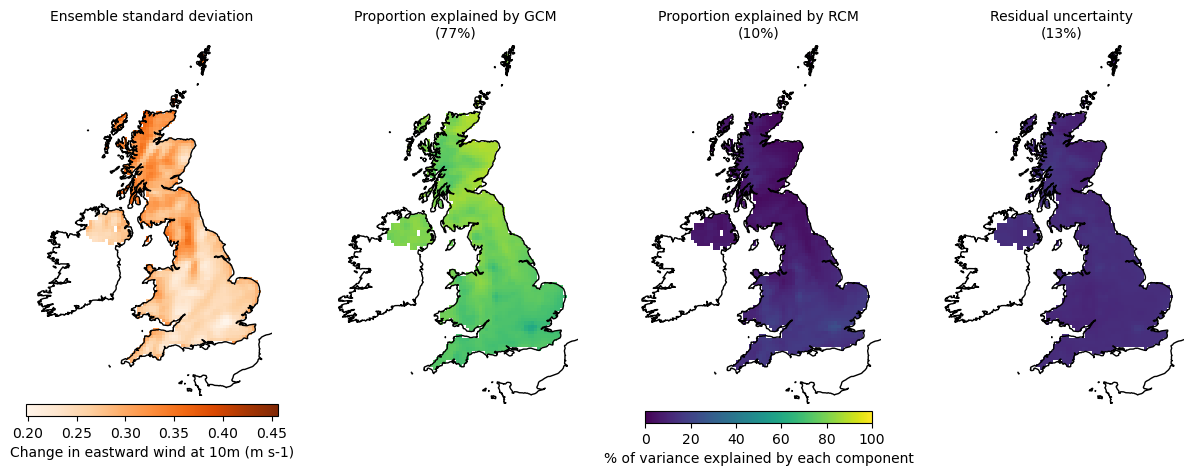 Ensemble standard deviation
Proportion explained by GCM
(77%)
Proportion explained by RCM
(10%)
Residual uncertainty
(13%)
0.20 0.25 0.30 0.35 0.40 0.45
Change in eastward wind at 10m (m s-1)
0 20 40 60 80 100
% of variance explained by each component